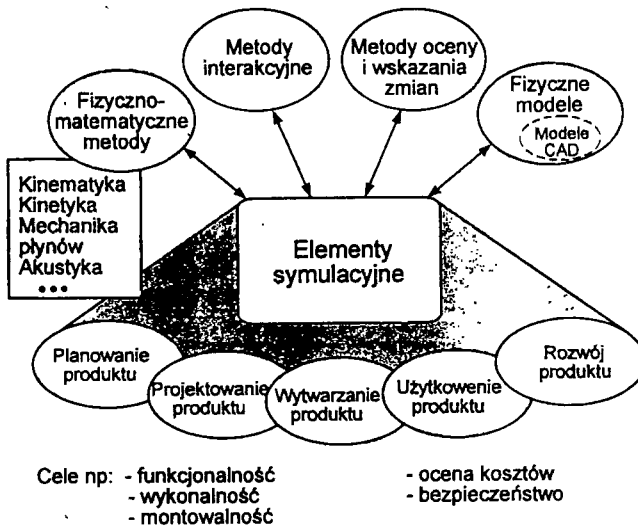 Metody
interakcyjne
Metody oceny
i wskazania
zmian
Fizyczno-
matematyczne
metody
Fizyczne
modele
Modele
CAD
Kinematyka
Kinetyka
Mechanika
płynów
Akustyka
•••
Elementy
symulacyjne
Planowanie
produktu
Projektowanie
produktu
Wytwarzanie
produktu
Użytkowenie
produktu
Rozwój
produktu
Cele np: - funkcjonalność
- wykonalność
- montowalność
- ocena kosztów
- bezpieczeństwo